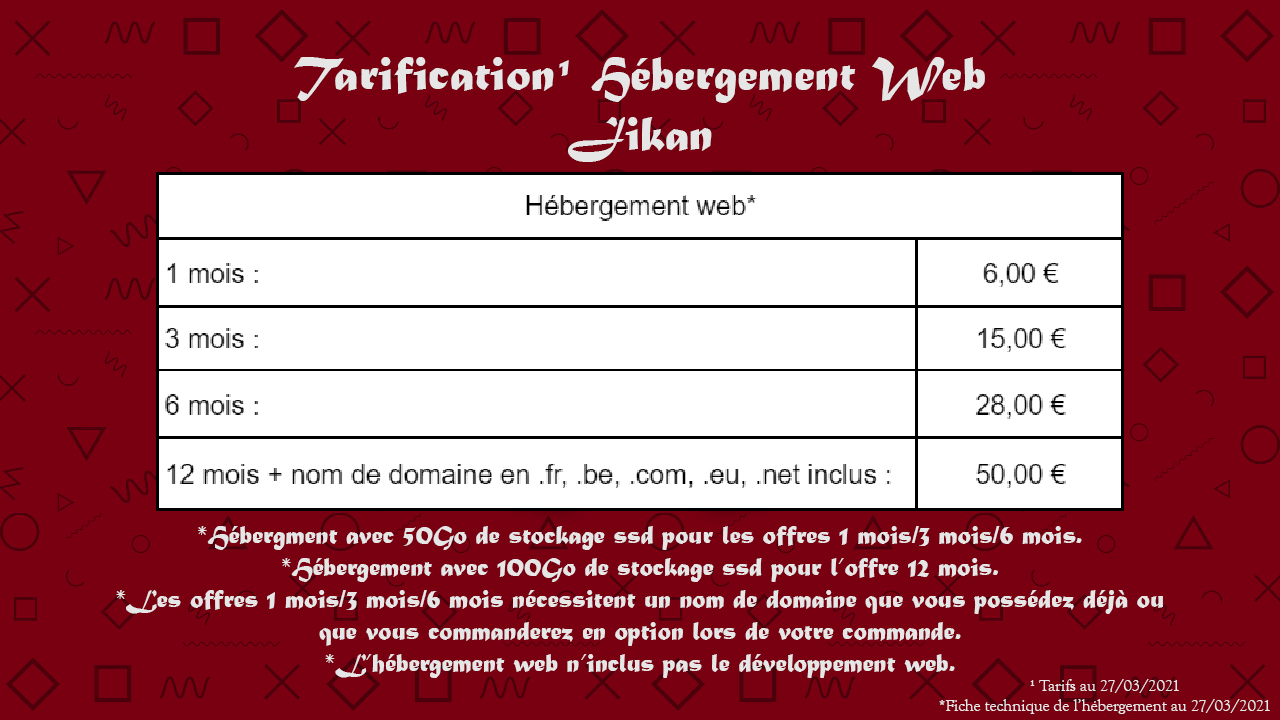 Tarification¹ Hébergement Web
Jikan
Hébergement web*
1 mois : 6,00 €
3 mois : 15,00 €
6 mois : 28,00 €
12 mois + nom de domaine en .fr, .be, .com, .eu, .net inclus : 50,00 €
*Hébergment avec 50Go de stockage ssd pour les offres 1 mois/3 mois/6 mois.
*Hébergement avec 100Go de stockage ssd pour l'offre 12 mois.
*Les offres 1 mois/3 mois/6 mois nécessitent un nom de domaine que vous possédez déjà ou
que vous commanderez en option lors de votre commande.
*L'hébergement web n'inclus pas le développement web.
¹ Tarifs au 27/03/2021
*Fiche technique de l'hébergement au 27/03/2021